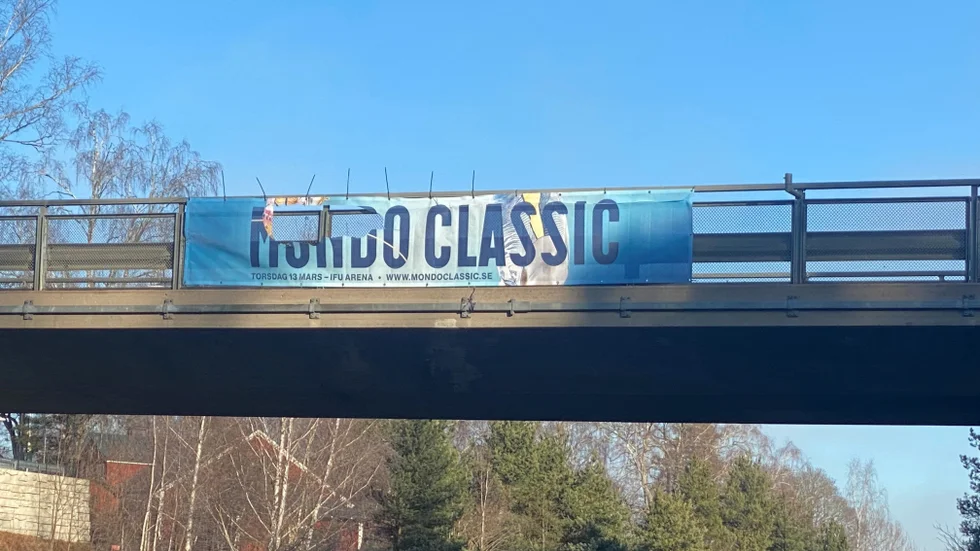 MONDO CLASSIC
TORSDAG 13 MARS – IFU ARENA • WWW.MONDOCLASSIC.SE